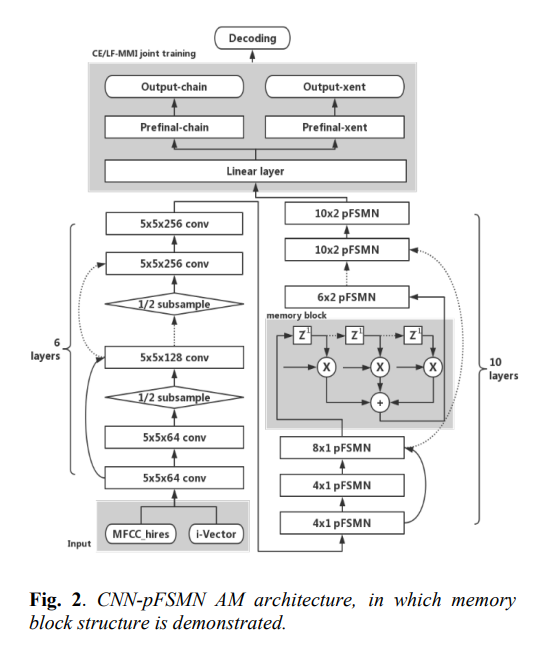 Decoding
CE/LF-MMI joint training
Output-chain
Output-xent
Prefinal-chain
Prefinal-xent
Linear layer
5x5x256 conv
5x5x256 conv
1/2 subsample
6
layers
5x5x128 conv
1/2 subsample
5x5x64 conv
5x5x64 conv
MFCC_hires
i-Vector
Input
10x2 pFSMN
10x2 pFSMN
6x2 pFSMN
memory block
Z¹ Z¹ Z¹
X X X
+
10
layers
8x1 pFSMN
4x1 pFSMN
4x1 pFSMN
Fig. 2. CNN-pFSMN AM architecture, in which memory
block structure is demonstrated.